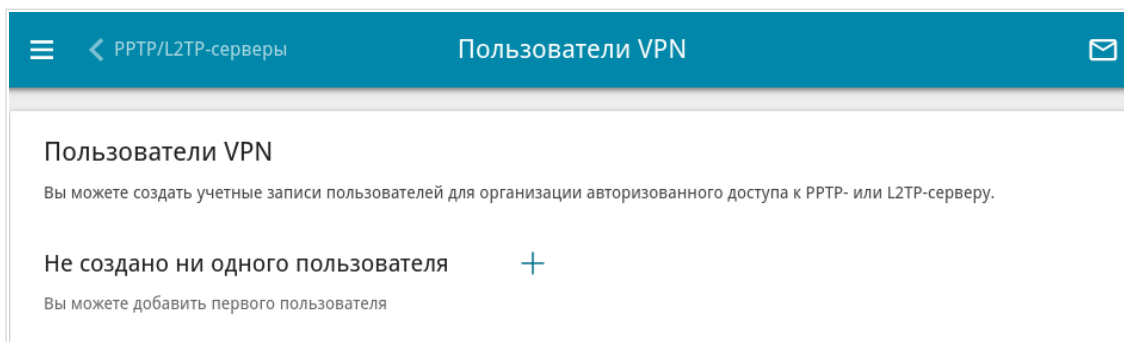 PPTP/L2TP-серверы
Пользователи VPN
Пользователи VPN
Вы можете создать учетные записи пользователей для организации авторизованного доступа к PPTP- или L2TP-серверу.
Не создано ни одного пользователя
Вы можете добавить первого пользователя